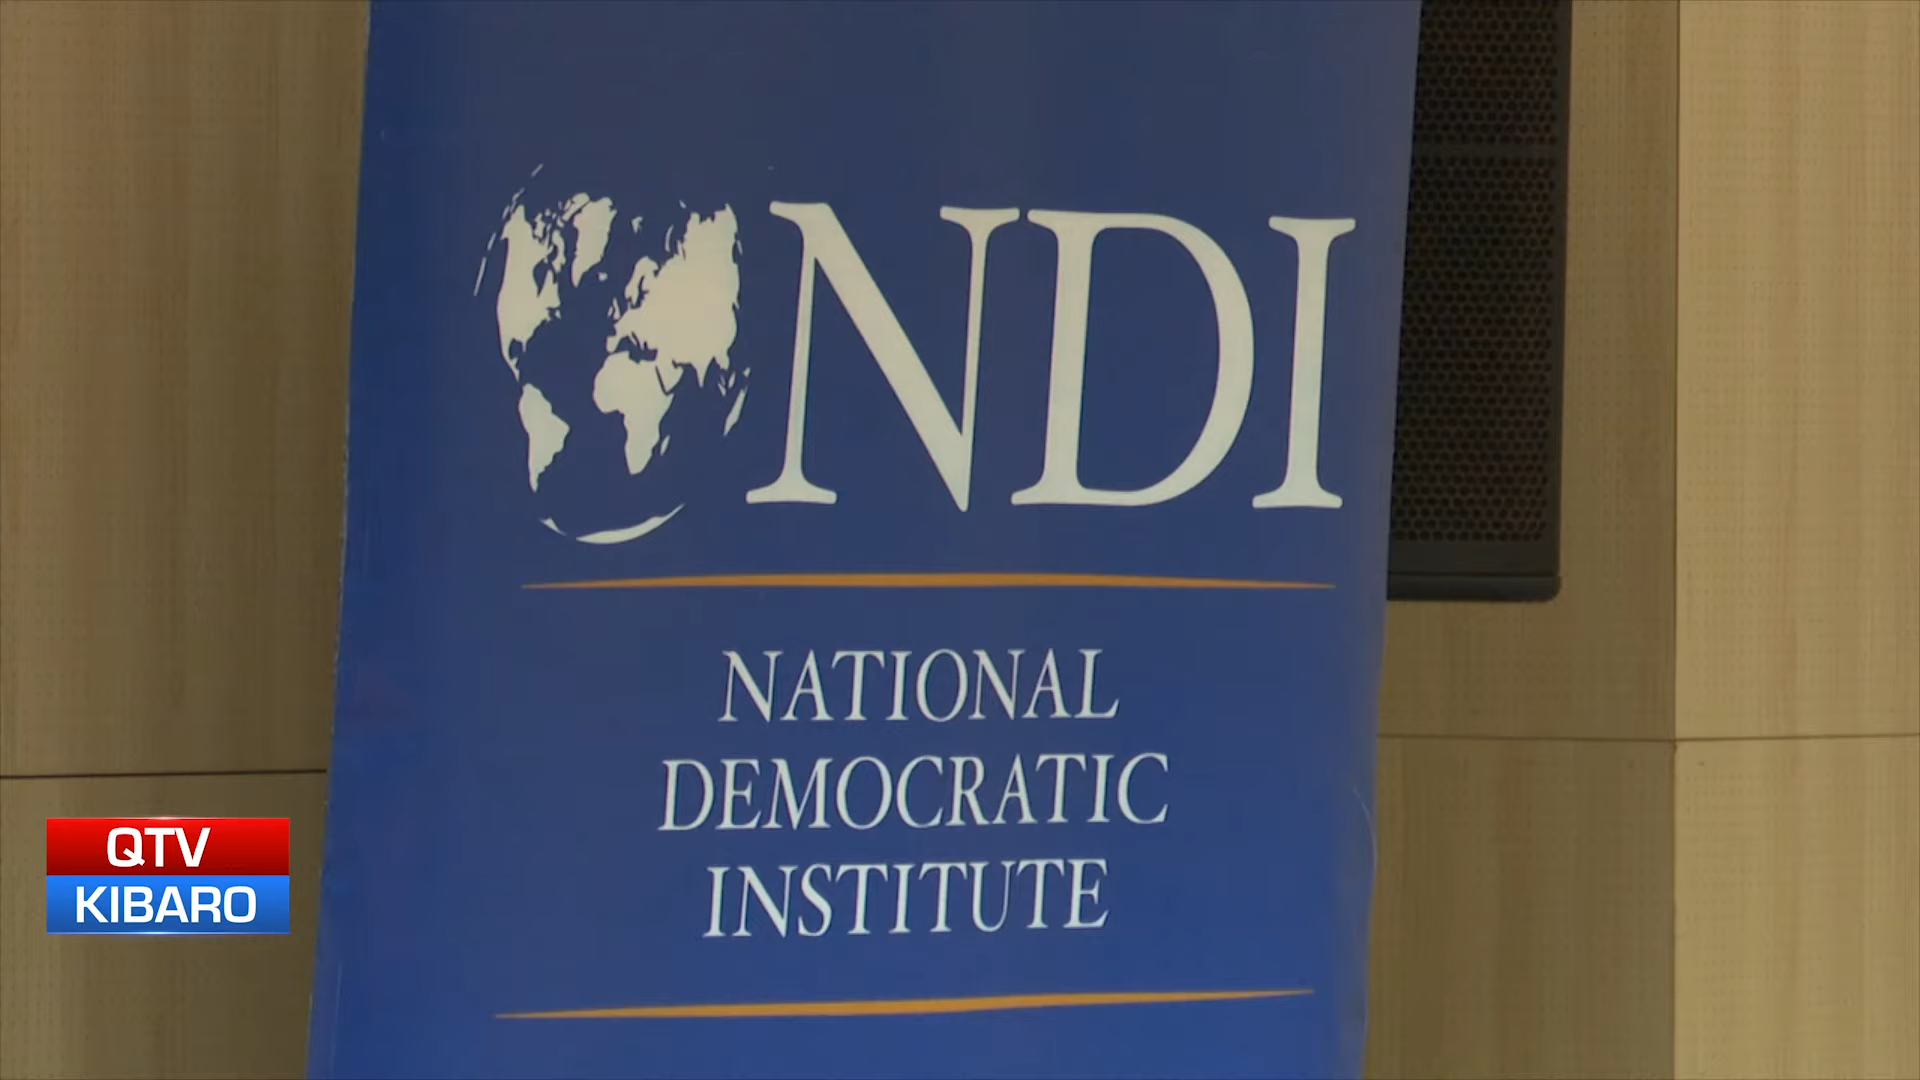 NDI
NATIONAL
DEMOCRATIC
INSTITUTE
QTV
KIBARO